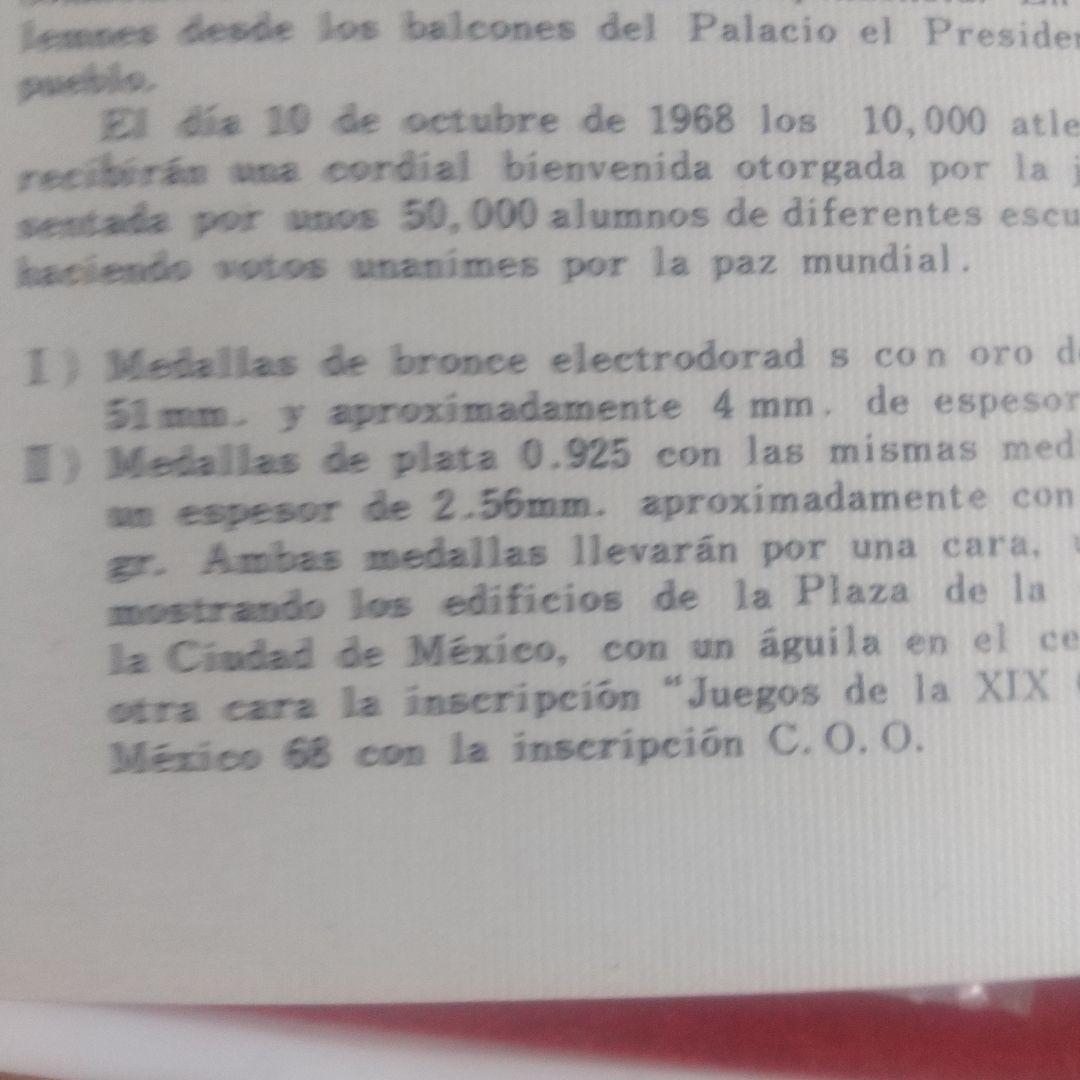 lemnes desde los balcones del Palacio el Presiden
pueblo.
El día 10 de octubre de 1968 los 10,000 atle
recibirán una cordial bienvenida otorgada por la j
sentada por unos 50,000 alumnos de diferentes escu
haciendo votos unanimes por la paz mundial.
I) Medallas de bronce electrodorad s con oro d
51 mm. y aproximadamente 4 mm. de espesor
II) Medallas de plata 0.925 con las mismas med
un espesor de 2.56mm. aproximadamente con
gr. Ambas medallas llevarán por una cara,
mostrando los edificios de la Plaza de la
la Ciudad de México, con un águila en el ce
otra cara la inscripción "Juegos de la XIX
México 68 con la inscripción C.O.O.